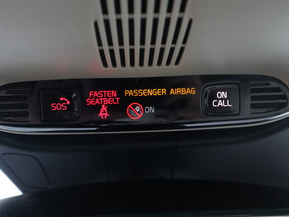 SOS
FASTEN
SEATBELT
PASSENGER AIRBAG
ON
ON
CALL